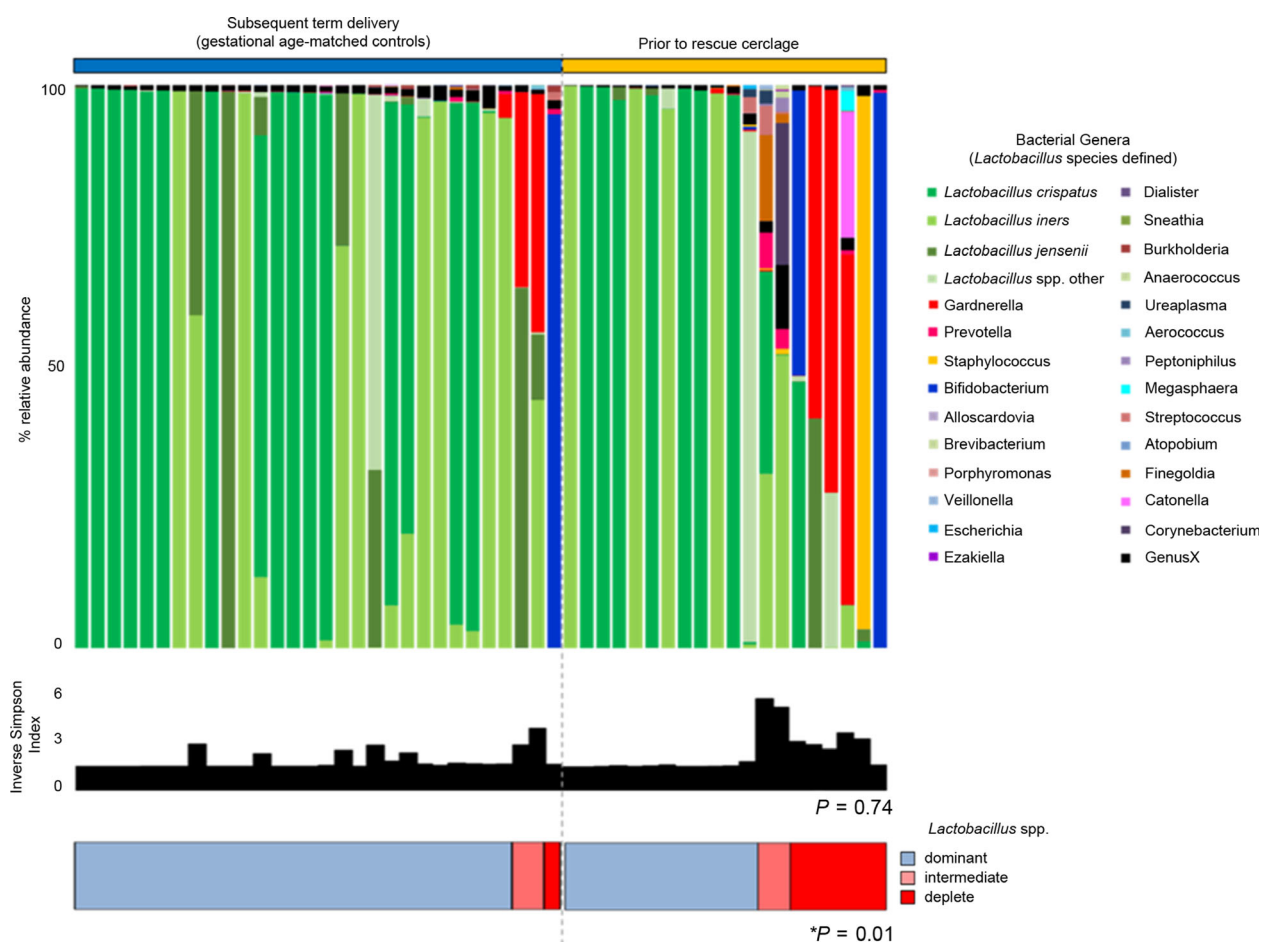 Subsequent term delivery
(gestational age-matched controls)
Prior to rescue cerclage
100
50
0
% relative abundance
Bacterial Genera
(Lactobacillus species defined)
Lactobacillus crispatus
Lactobacillus iners
Lactobacillus jensenii
Lactobacillus spp. other
Gardnerella
Prevotella
Staphylococcus
Bifidobacterium
Alloscardovia
Brevibacterium
Porphyromonas
Veillonella
Escherichia
Ezakiella
Dialister
Sneathia
Burkholderia
Anaerococcus
Ureaplasma
Aerococcus
Peptoniphilus
Megasphaera
Streptococcus
Atopobium
Finegoldia
Catonella
Corynebacterium
GenusX
Inverse Simpson
Index
6
3
0
P = 0.74
Lactobacillus spp.
dominant
intermediate
deplete
*P = 0.01